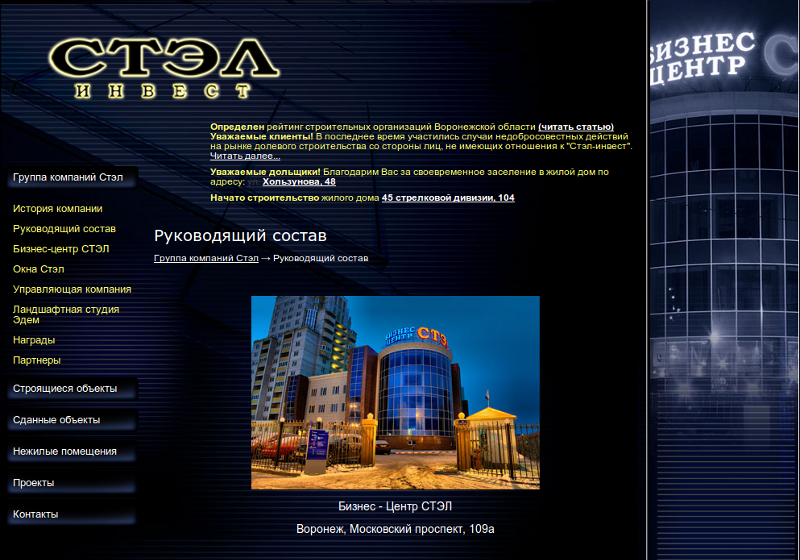 СТЭЛ
ИНВЕСТ
БИЗНЕС
ЦЕНТР
Определен рейтинг строительных организаций Воронежской области (читать статью)
Уважаемые клиенты! В последнее время участились случаи недобросовестных действий
на рынке долевого строительства со стороны лиц, не имеющих отношения к "Стэл-инвест".
Читать далее...
Уважаемые дольщики! Благодарим Вас за своевременное заселение в жилой дом по
адресу: ул. Хользунова, 48
Начато строительство жилого дома 45 стрелковой дивизии, 104
Группа компаний Стэл
История компании
Руководящий состав
Бизнес-центр СТЭЛ
Окна Стэл
Управляющая компания
Ландшафтная студия
Эдем
Награды
Партнеры
Строящиеся объекты
Сданные объекты
Нежилые помещения
Проекты
Контакты
Руководящий состав
Группа компаний Стэл → Руководящий состав
БИЗНЕС
ЦЕНТР СТЭЛ
Бизнес - Центр СТЭЛ
Воронеж, Московский проспект, 109а